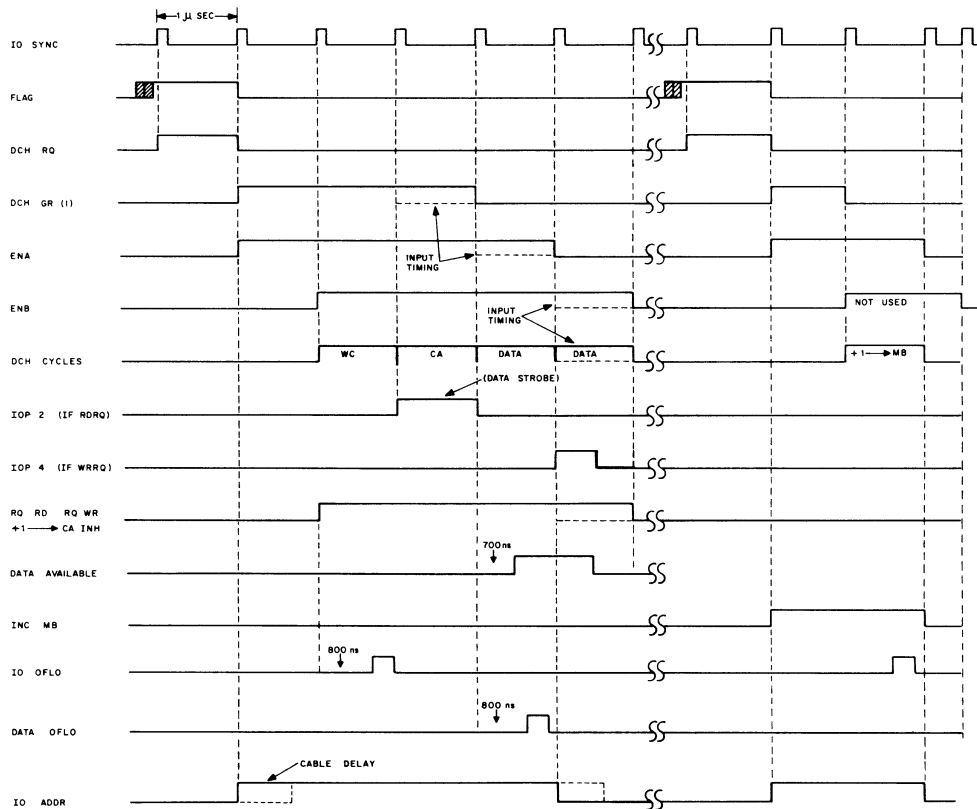 1 μ SEC
IO SYNC
FLAG
DCH RQ
DCH GR (1)
ENA
INPUT
TIMING
ENB
NOT USED
INPUT
TIMING
DCH CYCLES
WC
CA
DATA
DATA
+1 → MB
(DATA STROBE)
IOP 2 (IF RDRQ)
IOP 4 (IF WRRQ)
RQ RD RQ WR
+1 → CA INH
700 ns
DATA AVAILABLE
INC MB
800 ns
IO OFLO
800 ns
DATA OFLO
CABLE DELAY
IO ADDR